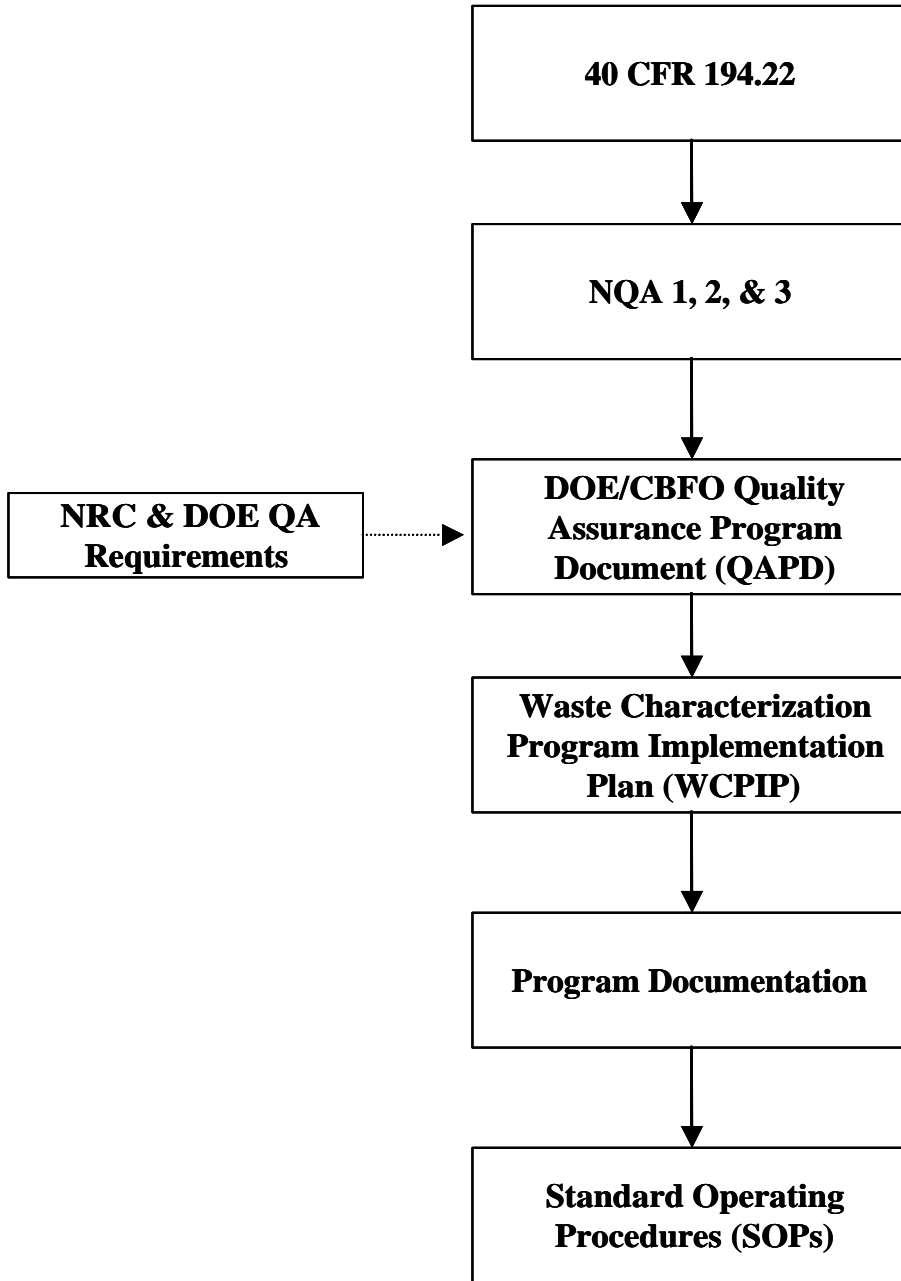 40 CFR 194.22
NQA 1, 2, & 3
NRC & DOE QA
Requirements
DOE/CBFO Quality
Assurance Program
Document (QAPD)
Waste Characterization
Program Implementation
Plan (WCPIP)
Program Documentation
Standard Operating
Procedures (SOPs)